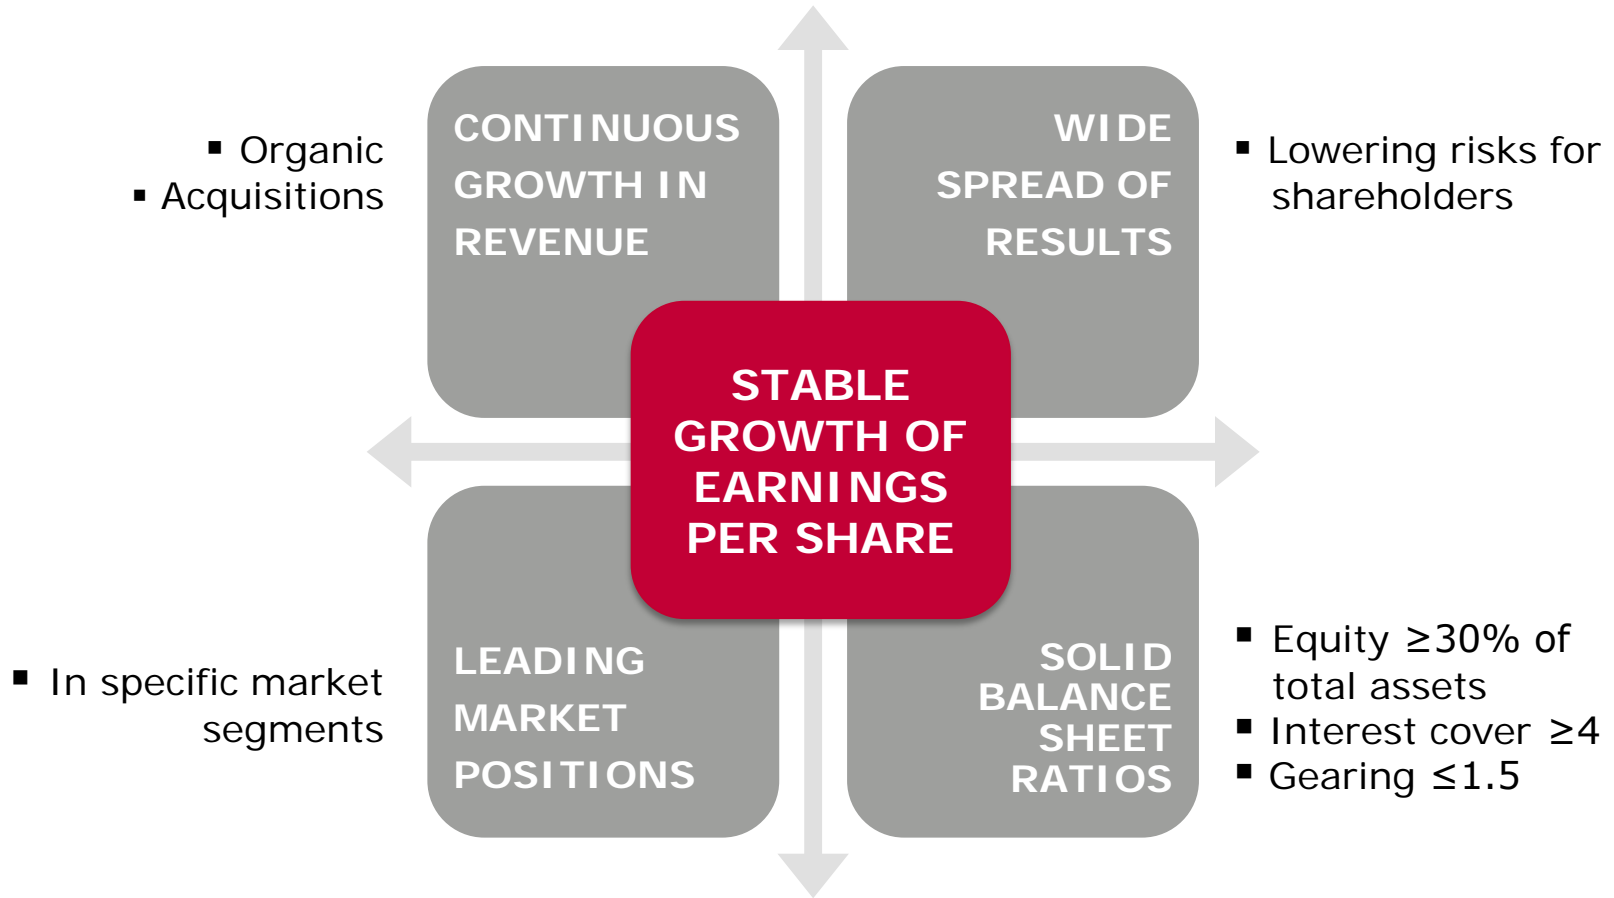 ▪ Organic
▪ Acquisitions
CONTINUOUS
GROWTH IN
REVENUE
WIDE
SPREAD OF
RESULTS
▪ Lowering risks for
shareholders
STABLE
GROWTH OF
EARNINGS
PER SHARE
▪ In specific market
segments
LEADING
MARKET
POSITIONS
SOLID
BALANCE
SHEET
RATIOS
▪ Equity ≥30% of
total assets
▪ Interest cover ≥4
▪ Gearing ≤1.5